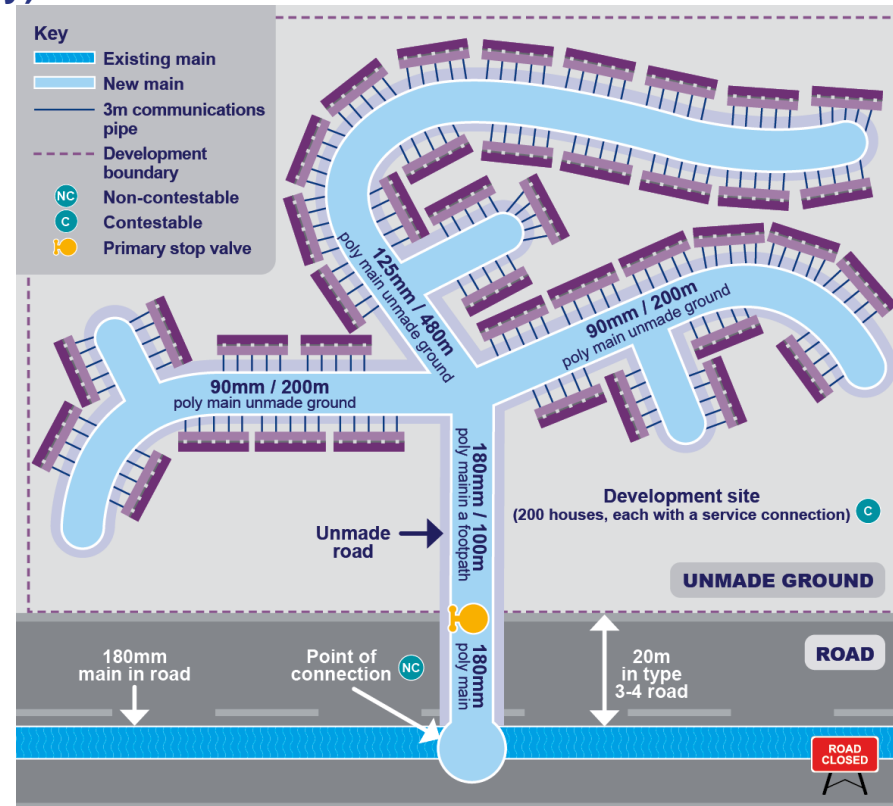 y)
Key
Existing main
New main
3m communications
pipe
Development
boundary
NC
Non-contestable
C
Contestable
Primary stop valve
125mm / 480m
poly main unmade ground
90mm / 200m
poly main unmade ground
90mm / 200m
poly main unmade ground
180mm / 100m
poly mainin a footpath
Development site
(200 houses, each with a service connection)
C
Unmade
road
UNMADE GROUND
ROAD
180mm
main in road
Point of
connection
NC
180mm
poly main
20m
in type
3-4 road
ROAD
CLOSED